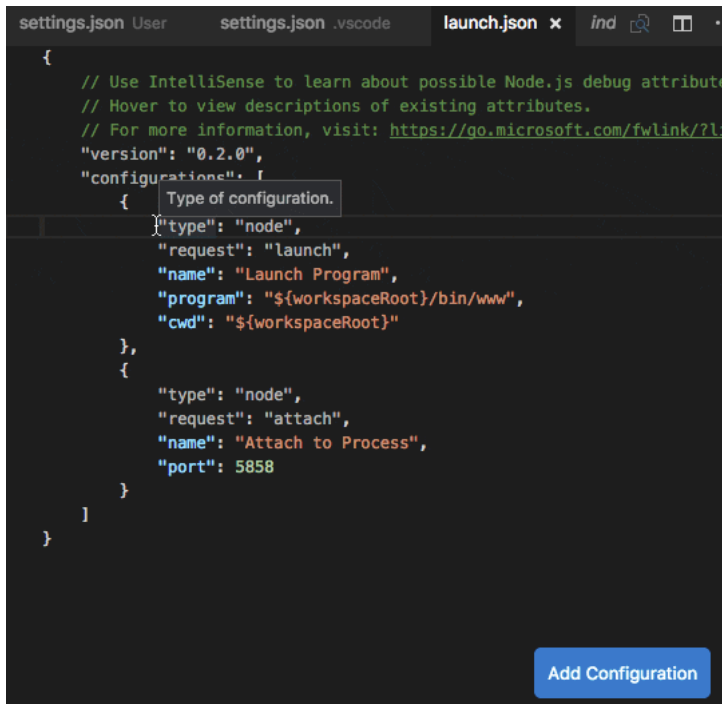 settings.json User settings.json .vscode launch.json × ind
{
// Use IntelliSense to learn about possible Node.js debug
// Hover to view descriptions of existing attributes.
// For more information, visit: https://go.microsoft.com/fwlink/?
"version": "0.2.0",
"configurations": [
Type of configuration.
{
"type": "node",
"request": "launch",
"name": "Launch Program",
"program": "${workspaceRoot}/bin/www",
"cwd": "${workspaceRoot}"
},
{
"type": "node",
"request": "attach",
"name": "Attach to Process",
"port": 5858
}
]
}
Add Configuration